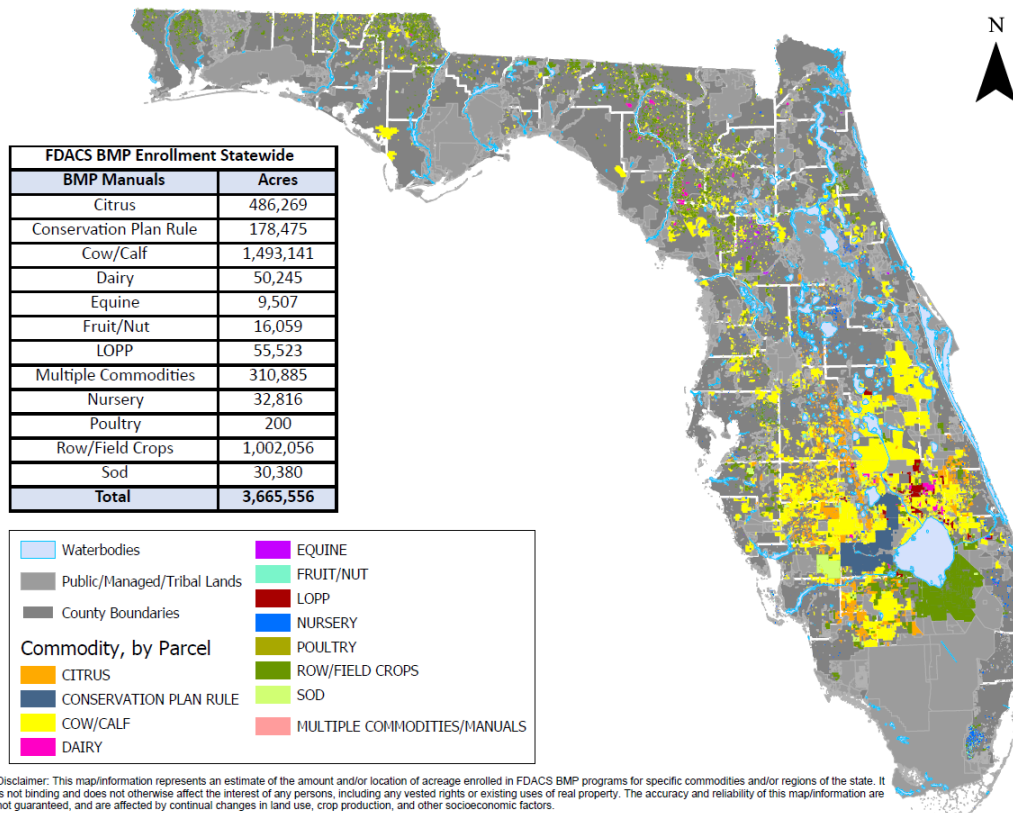 N
FDACS BMP Enrollment Statewide
BMP Manuals Acres
Citrus 486,269
Conservation Plan Rule 178,475
Cow/Calf 1,493,141
Dairy 50,245
Equine 9,507
Fruit/Nut 16,059
LOPP 55,523
Multiple Commodities 310,885
Nursery 32,816
Poultry 200
Row/Field Crops 1,002,056
Sod 30,380
Total 3,665,556
Waterbodies
Public/Managed/Tribal Lands
County Boundaries
Commodity, by Parcel
CITRUS
CONSERVATION PLAN RULE
COW/CALF
DAIRY
EQUINE
FRUIT/NUT
LOPP
NURSERY
POULTRY
ROW/FIELD CROPS
SOD
MULTIPLE COMMODITIES/MANUALS
Disclaimer: This map/information represents an estimate of the amount and/or location of acreage enrolled in FDACS BMP programs for specific commodities and/or regions of the state. It
is not binding and does not otherwise affect the interest of any persons, including any vested rights or existing uses of real property. The accuracy and reliability of this map/information are
not guaranteed, and are affected by continual changes in land use, crop production, and other socioeconomic factors.